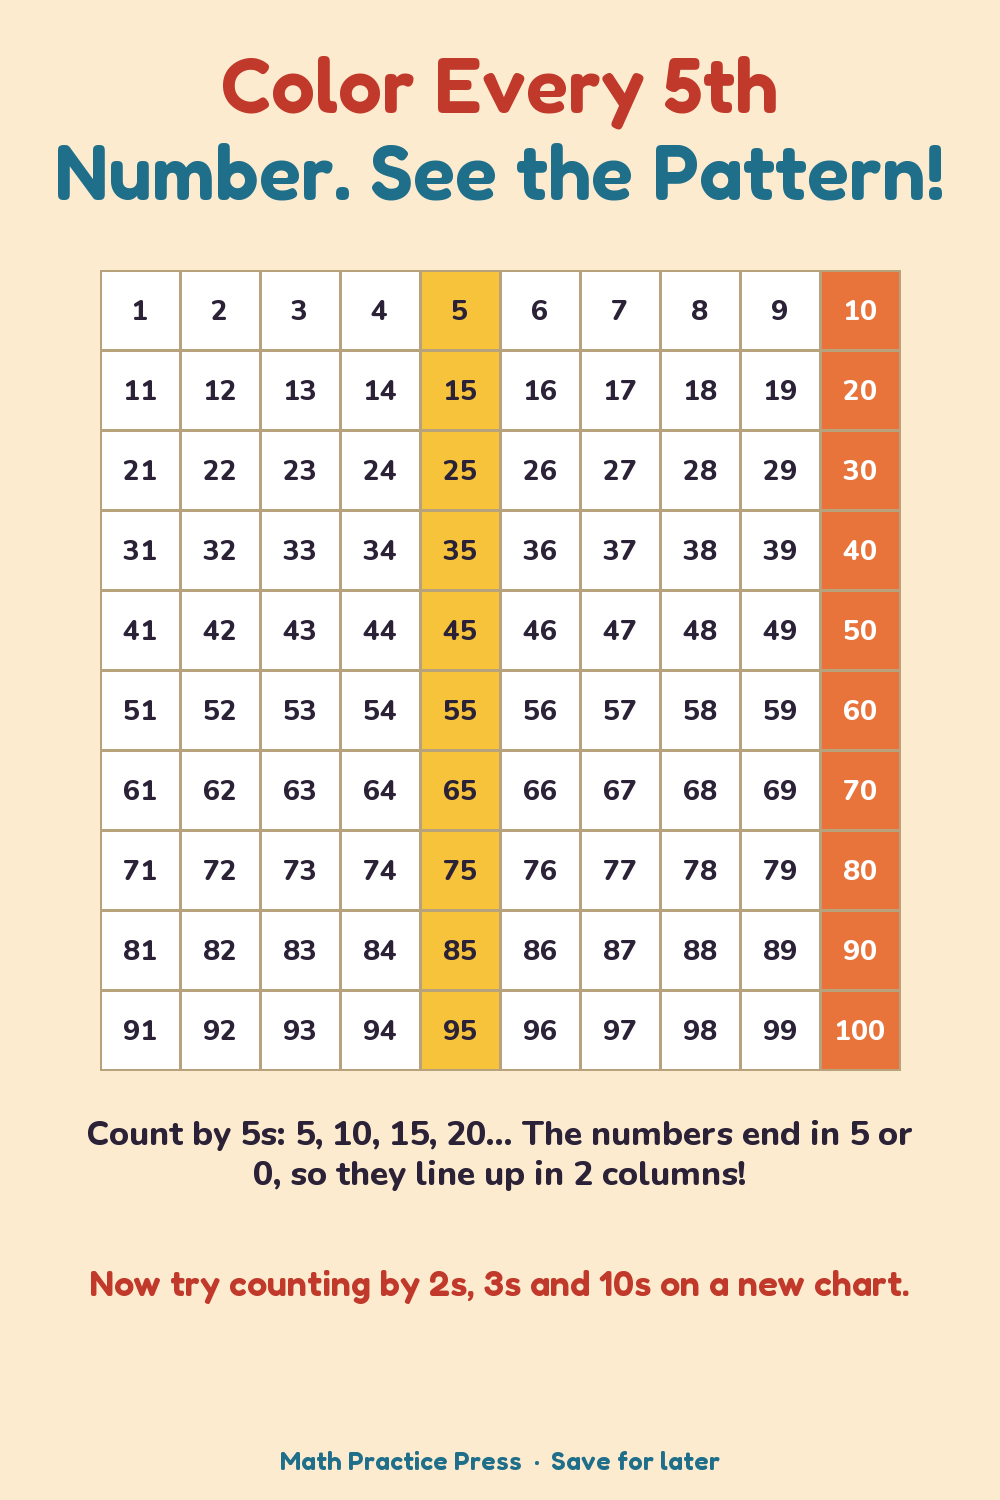 Color Every 5th
Number. See the Pattern!
1 2 3 4 5 6 7 8 9 10
11 12 13 14 15 16 17 18 19 20
21 22 23 24 25 26 27 28 29 30
31 32 33 34 35 36 37 38 39 40
41 42 43 44 45 46 47 48 49 50
51 52 53 54 55 56 57 58 59 60
61 62 63 64 65 66 67 68 69 70
71 72 73 74 75 76 77 78 79 80
81 82 83 84 85 86 87 88 89 90
91 92 93 94 95 96 97 98 99 100
Count by 5s: 5, 10, 15, 20... The numbers end in 5 or
0, so they line up in 2 columns!
Now try counting by 2s, 3s and 10s on a new chart.
Math Practice Press · Save for later